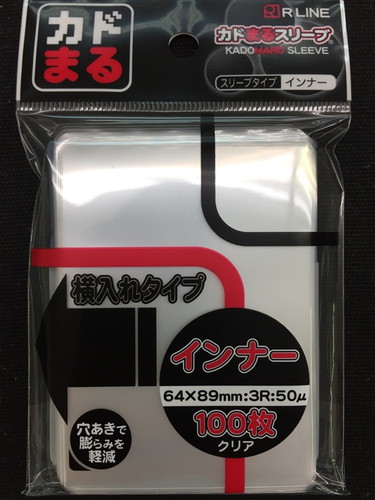 カド
まる
R LINE
カドまるスリーブ
KADOMARU SLEEVE
スリーブタイプ インナー
横入れタイプ
インナー
64×89mm:3R:50μ
100枚
クリア
穴あきで
膨らみを
軽減